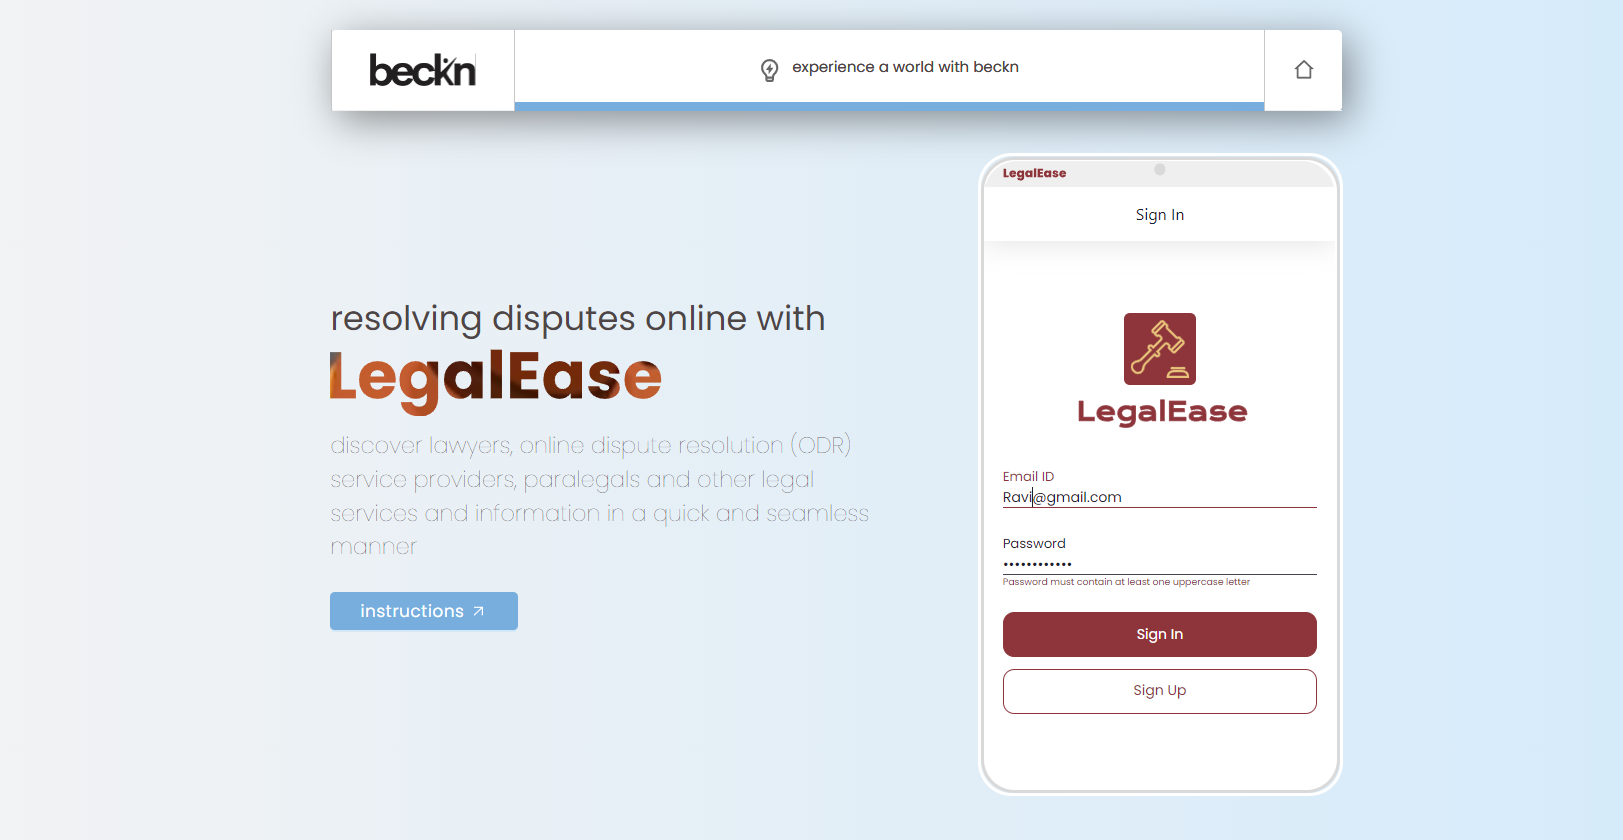 beckn
experience a world with beckn
resolving disputes online with
LegalEase
discover lawyers, online dispute resolution (ODR)
service providers, paralegals and other legal
services and information in a quick and seamless
manner
instructions
LegalEase
Sign In
LegalEase
Email ID
Ravi@gmail.com
Password
••••••••••••
Password must contain at least one uppercase letter
Sign In
Sign Up